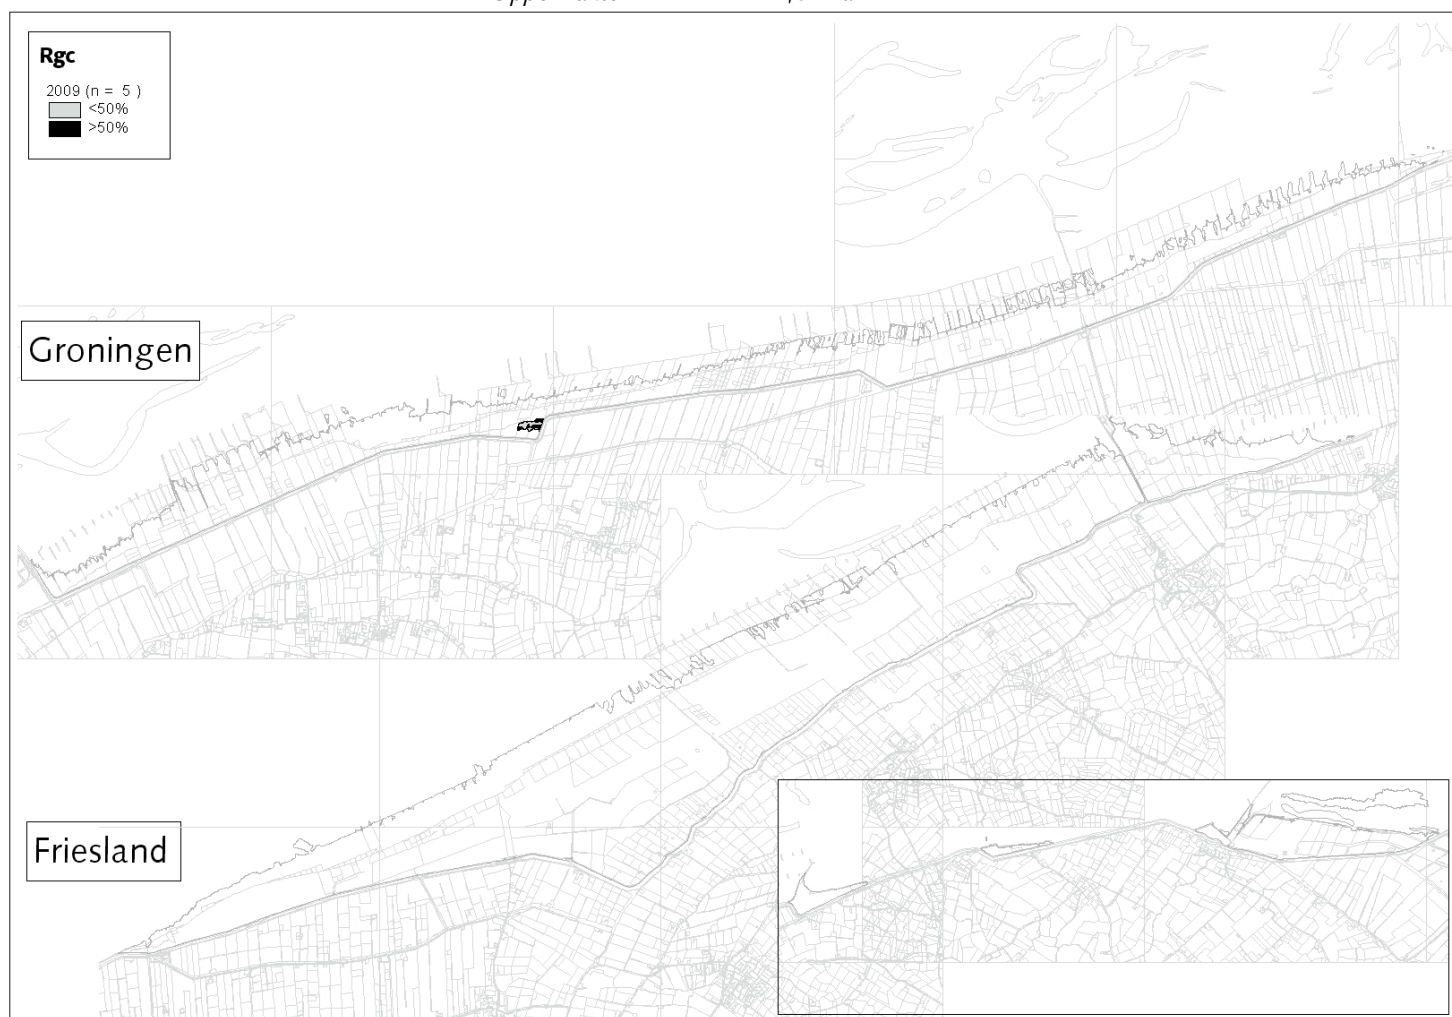 Rgc
2009 (n = 5 )
<50%
>50%
Groningen
Friesland